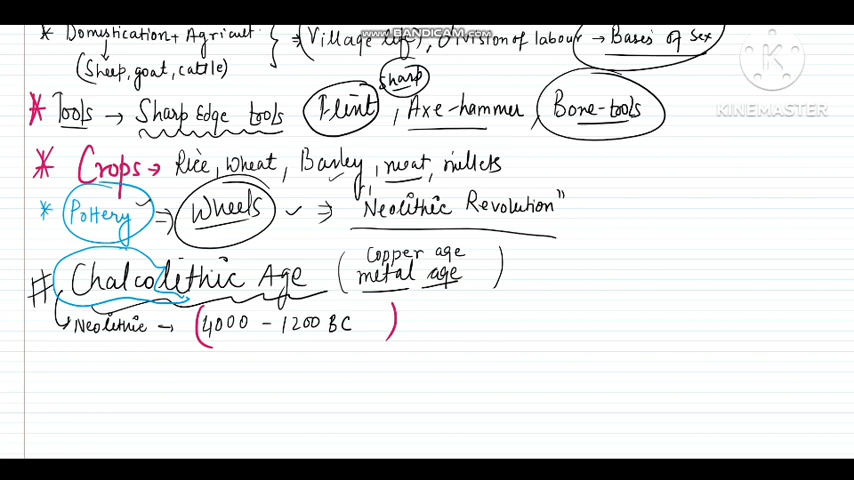 www.BANDICAM.com
* Domestication + Agricult. ⇒ (Village life), Division of labour → Bases of sex
(Sheep, goat, cattle)
sharp
* Tools → Sharp Edge tools Flint, Axe-hammer, Bone-tools
* Crops → Rice, Wheat, Barley, meat, millets
* Pottery ⇒ Wheels ✓ ⇒ "Neolithic Revolution"
Copper age
# Chalcolithic Age (metal age)
↳ Neolithic → (4000 - 1200 BC)
KINEMASTER